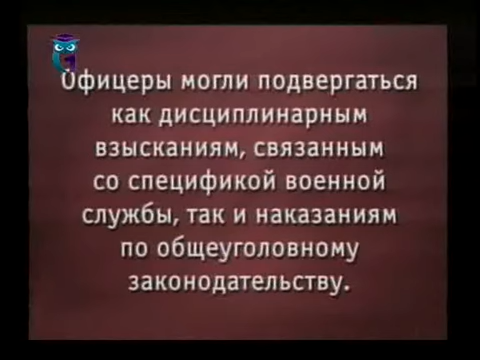 Офицеры могли подвергаться
как дисциплинарным
взысканиям, связанным
со спецификой военной
службы, так и наказаниям
по общеуголовному
законодательству.